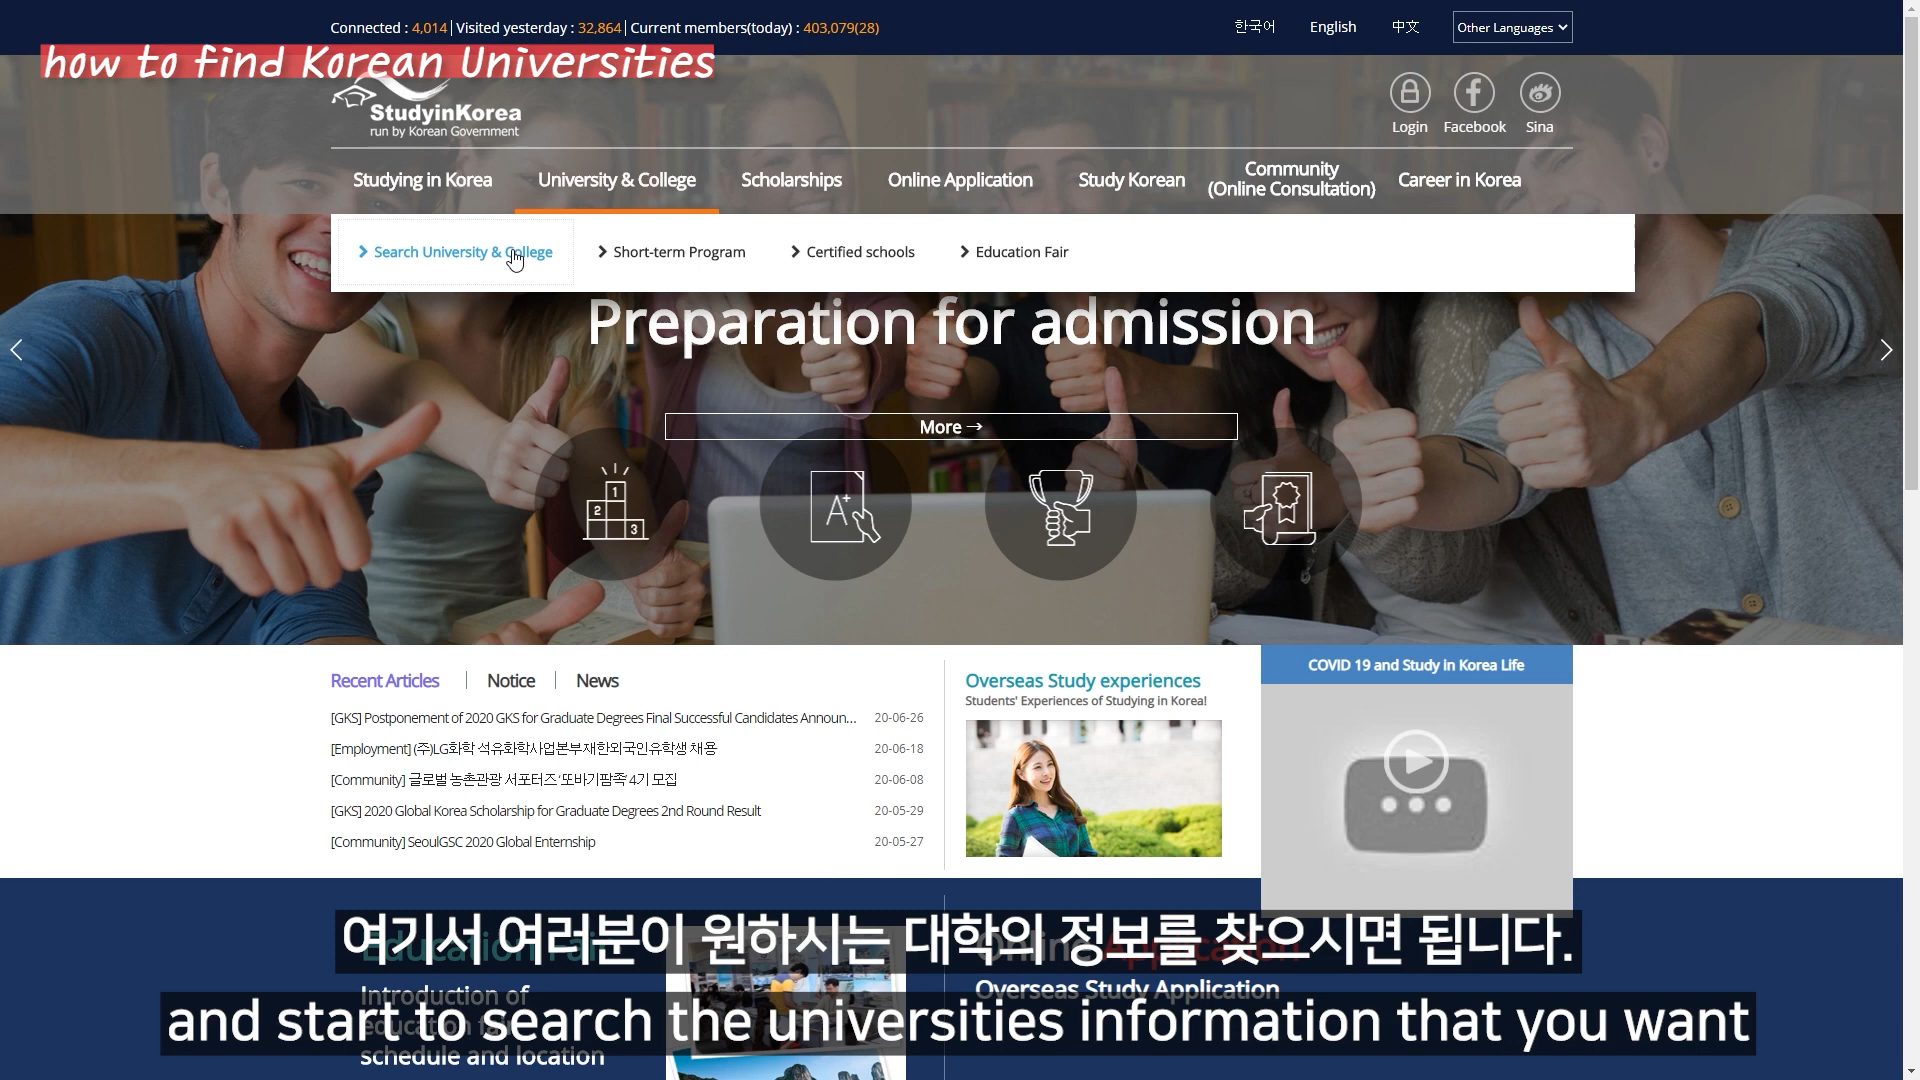 Connected : 4,014 | Visited yesterday : 32,864 | Current members(today) : 403,079(28)
한국어 English 中文 Other Languages
how to find Korean Universities
StudyinKorea
run by Korean Government
Login Facebook Sina
Studying in Korea University & College Scholarships Online Application Study Korean Community (Online Consultation) Career in Korea
Search University & College Short-term Program Certified schools Education Fair
Preparation for admission
More →
1
2
3
A+
Recent Articles | Notice | News
[GKS] Postponement of 2020 GKS for Graduate Degrees Final Successful Candidates Announ... 20-06-26
[Employment] (주)LG화학 석유화학사업본부재한외국인유학생 채용 20-06-18
[Community] 글로벌 농촌관광 서포터즈 '또바기팜족' 4기 모집 20-06-08
[GKS] 2020 Global Korea Scholarship for Graduate Degrees 2nd Round Result 20-05-29
[Community] SeoulGSC 2020 Global Enternship 20-05-27
Overseas Study experiences
Students' Experiences of Studying in Korea!
COVID 19 and Study in Korea Life
Education Fair
Online Application
여기서 여러분이 원하시는 대학의 정보를 찾으시면 됩니다.
Introduction of
education fair
schedule and location
Overseas Study Application
and start to search the universities information that you want